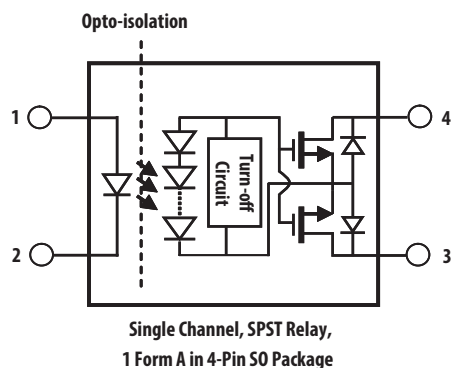 Opto-isolation
1
4
Turn-off
Circuit
2
3
Single Channel, SPST Relay,
1 Form A in 4-Pin SO Package